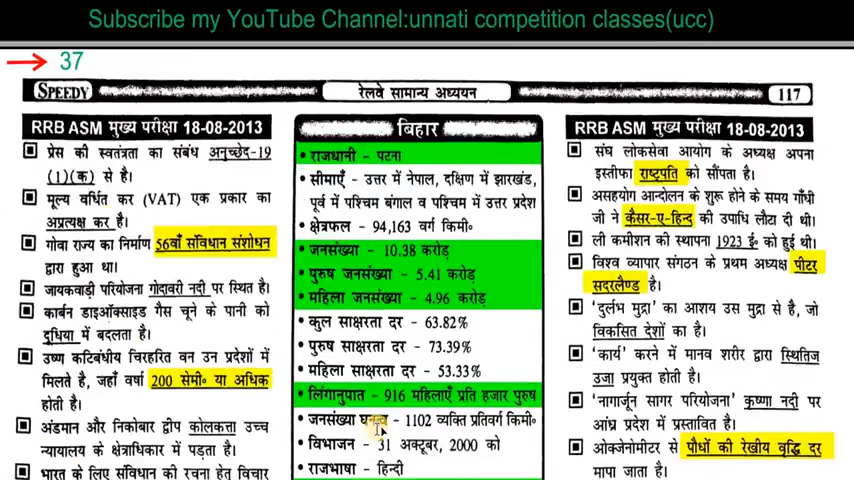 Subscribe my YouTube Channel:unnati competition classes(ucc)
37
SPEEDY
रेलवे सामान्य अध्ययन
117
RRB ASM मुख्य परीक्षा 18-08-2013
प्रेस की स्वतंत्रता का संबंध अनुच्छेद-19
(1)(क) से है।
मूल्य वर्धित कर (VAT) एक प्रकार का
अप्रत्यक्ष कर है।
गोवा राज्य का निर्माण 56वाँ संविधान संशोधन
द्वारा हुआ था।
जायकवाड़ी परियोजना गोदावरी नदी पर स्थित है।
कार्बन डाइऑक्साइड गैस चूने के पानी को
दूधिया में बदलता है।
उष्ण कटिबंधीय चिरहरित वन उन प्रदेशों में
मिलते है, जहाँ वर्षा 200 सेमी॰ या अधिक
होती है।
अंडमान और निकोबार द्वीप कोलकत्ता उच्च
न्यायालय के क्षेत्राधिकार में पड़ता है।
भारत के लिए संविधान की रचना हेतु विचार
बिहार
• राजधानी - पटना
• सीमाएँ - उत्तर में नेपाल, दक्षिण में झारखंड,
पूर्व में पश्चिम बंगाल व पश्चिम में उत्तर प्रदेश
• क्षेत्रफल - 94,163 वर्ग किमी॰
• जनसंख्या - 10.38 करोड़
• पुरुष जनसंख्या - 5.41 करोड़
• महिला जनसंख्या - 4.96 करोड़
• कुल साक्षरता दर - 63.82%
• पुरुष साक्षरता दर - 73.39%
• महिला साक्षरता दर - 53.33%
• लिंगानुपात - 916 महिलाएँ प्रति हजार पुरुष
• जनसंख्या घनत्व - 1102 व्यक्ति प्रतिवर्ग किमी॰
• विभाजन - 31 अक्टूबर, 2000 को
• राजभाषा - हिन्दी
RRB ASM मुख्य परीक्षा 18-08-2013
संघ लोकसेवा आयोग के अध्यक्ष अपना
इस्तीफा राष्ट्रपति को सौंपता है।
असहयोग आन्दोलन के शुरू होने के समय गाँधी
जी ने कैसर-ए-हिन्द की उपाधि लौटा दी थी।
ली कमीशन की स्थापना 1923 ई॰ को हुई थी।
विश्व व्यापार संगठन के प्रथम अध्यक्ष पीटर
सदरलैण्ड है।
'दुर्लभ मुद्रा' का आशय उस मुद्रा से है, जो
विकसित देशों का है।
'कार्य' करने में मानव शरीर द्वारा स्थितिज
उजा प्रयुक्त होती है।
'नागार्जून सागर परियोजना' कृष्णा नदी पर
आंध्र प्रदेश में प्रस्तावित है।
ओक्जेनोमीटर से पौधों की रेखीय वृद्धि दर
मापा जाता है।